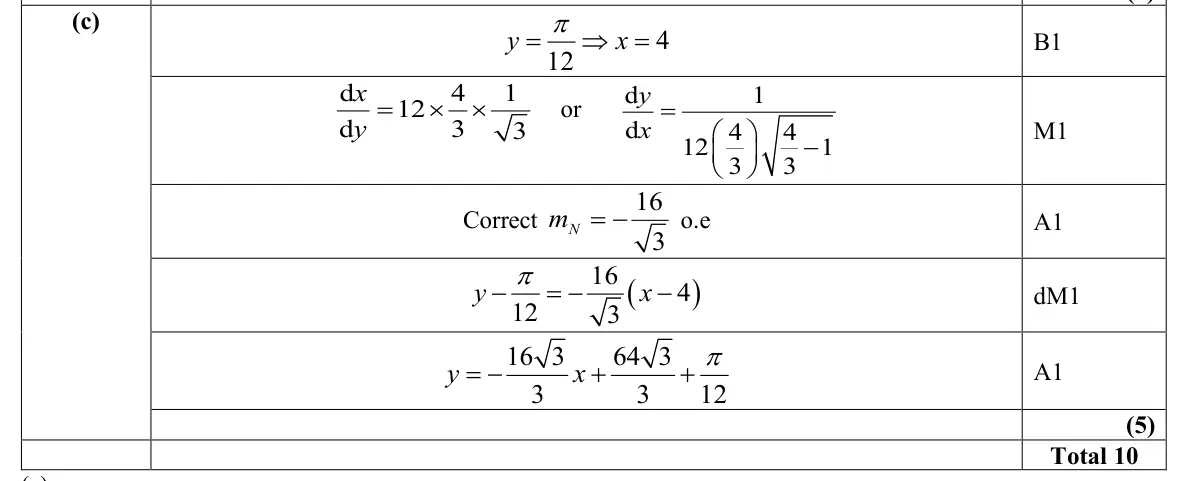 (c) y = π/12 ⇒ x = 4 B1
dx/dy = 12 × 4/3 × 1/√3 or dy/dx = 1/(12(4/3)√(4/3 − 1)) M1
Correct m_N = −16/√3 o.e A1
y − π/12 = −16/√3 (x − 4) dM1
y = −16√3/3 x + 64√3/3 + π/12 A1
(5)
Total 10